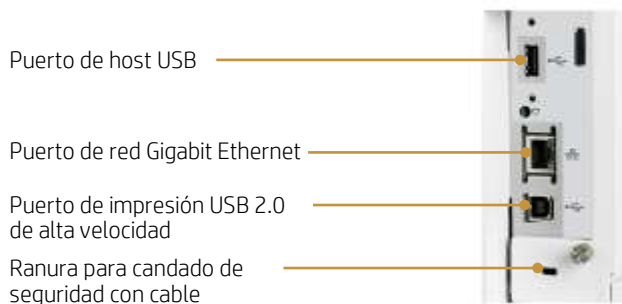 Puerto de host USB
Puerto de red Gigabit Ethernet
Puerto de impresión USB 2.0
de alta velocidad
Ranura para candado de
seguridad con cable